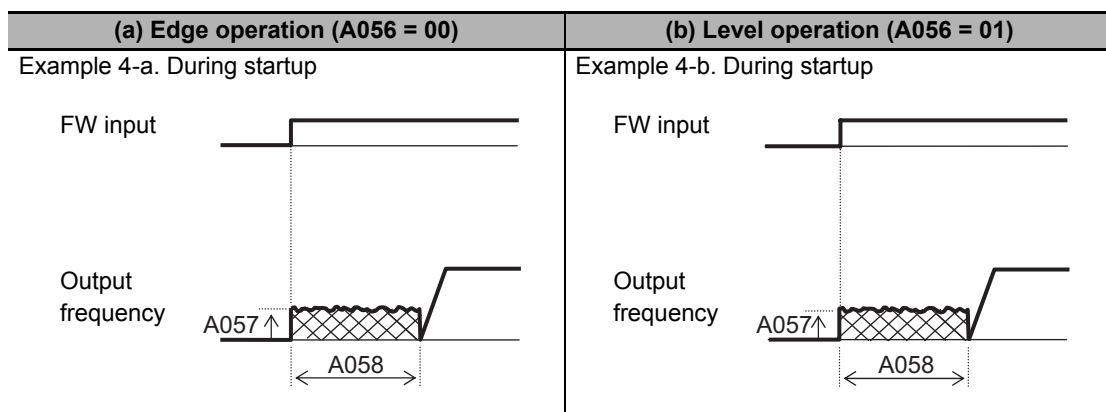 (a) Edge operation (A056 = 00)
(b) Level operation (A056 = 01)
Example 4-a. During startup
FW input
Output
frequency
A057
A058
Example 4-b. During startup
FW input
Output
frequency
A057
A058